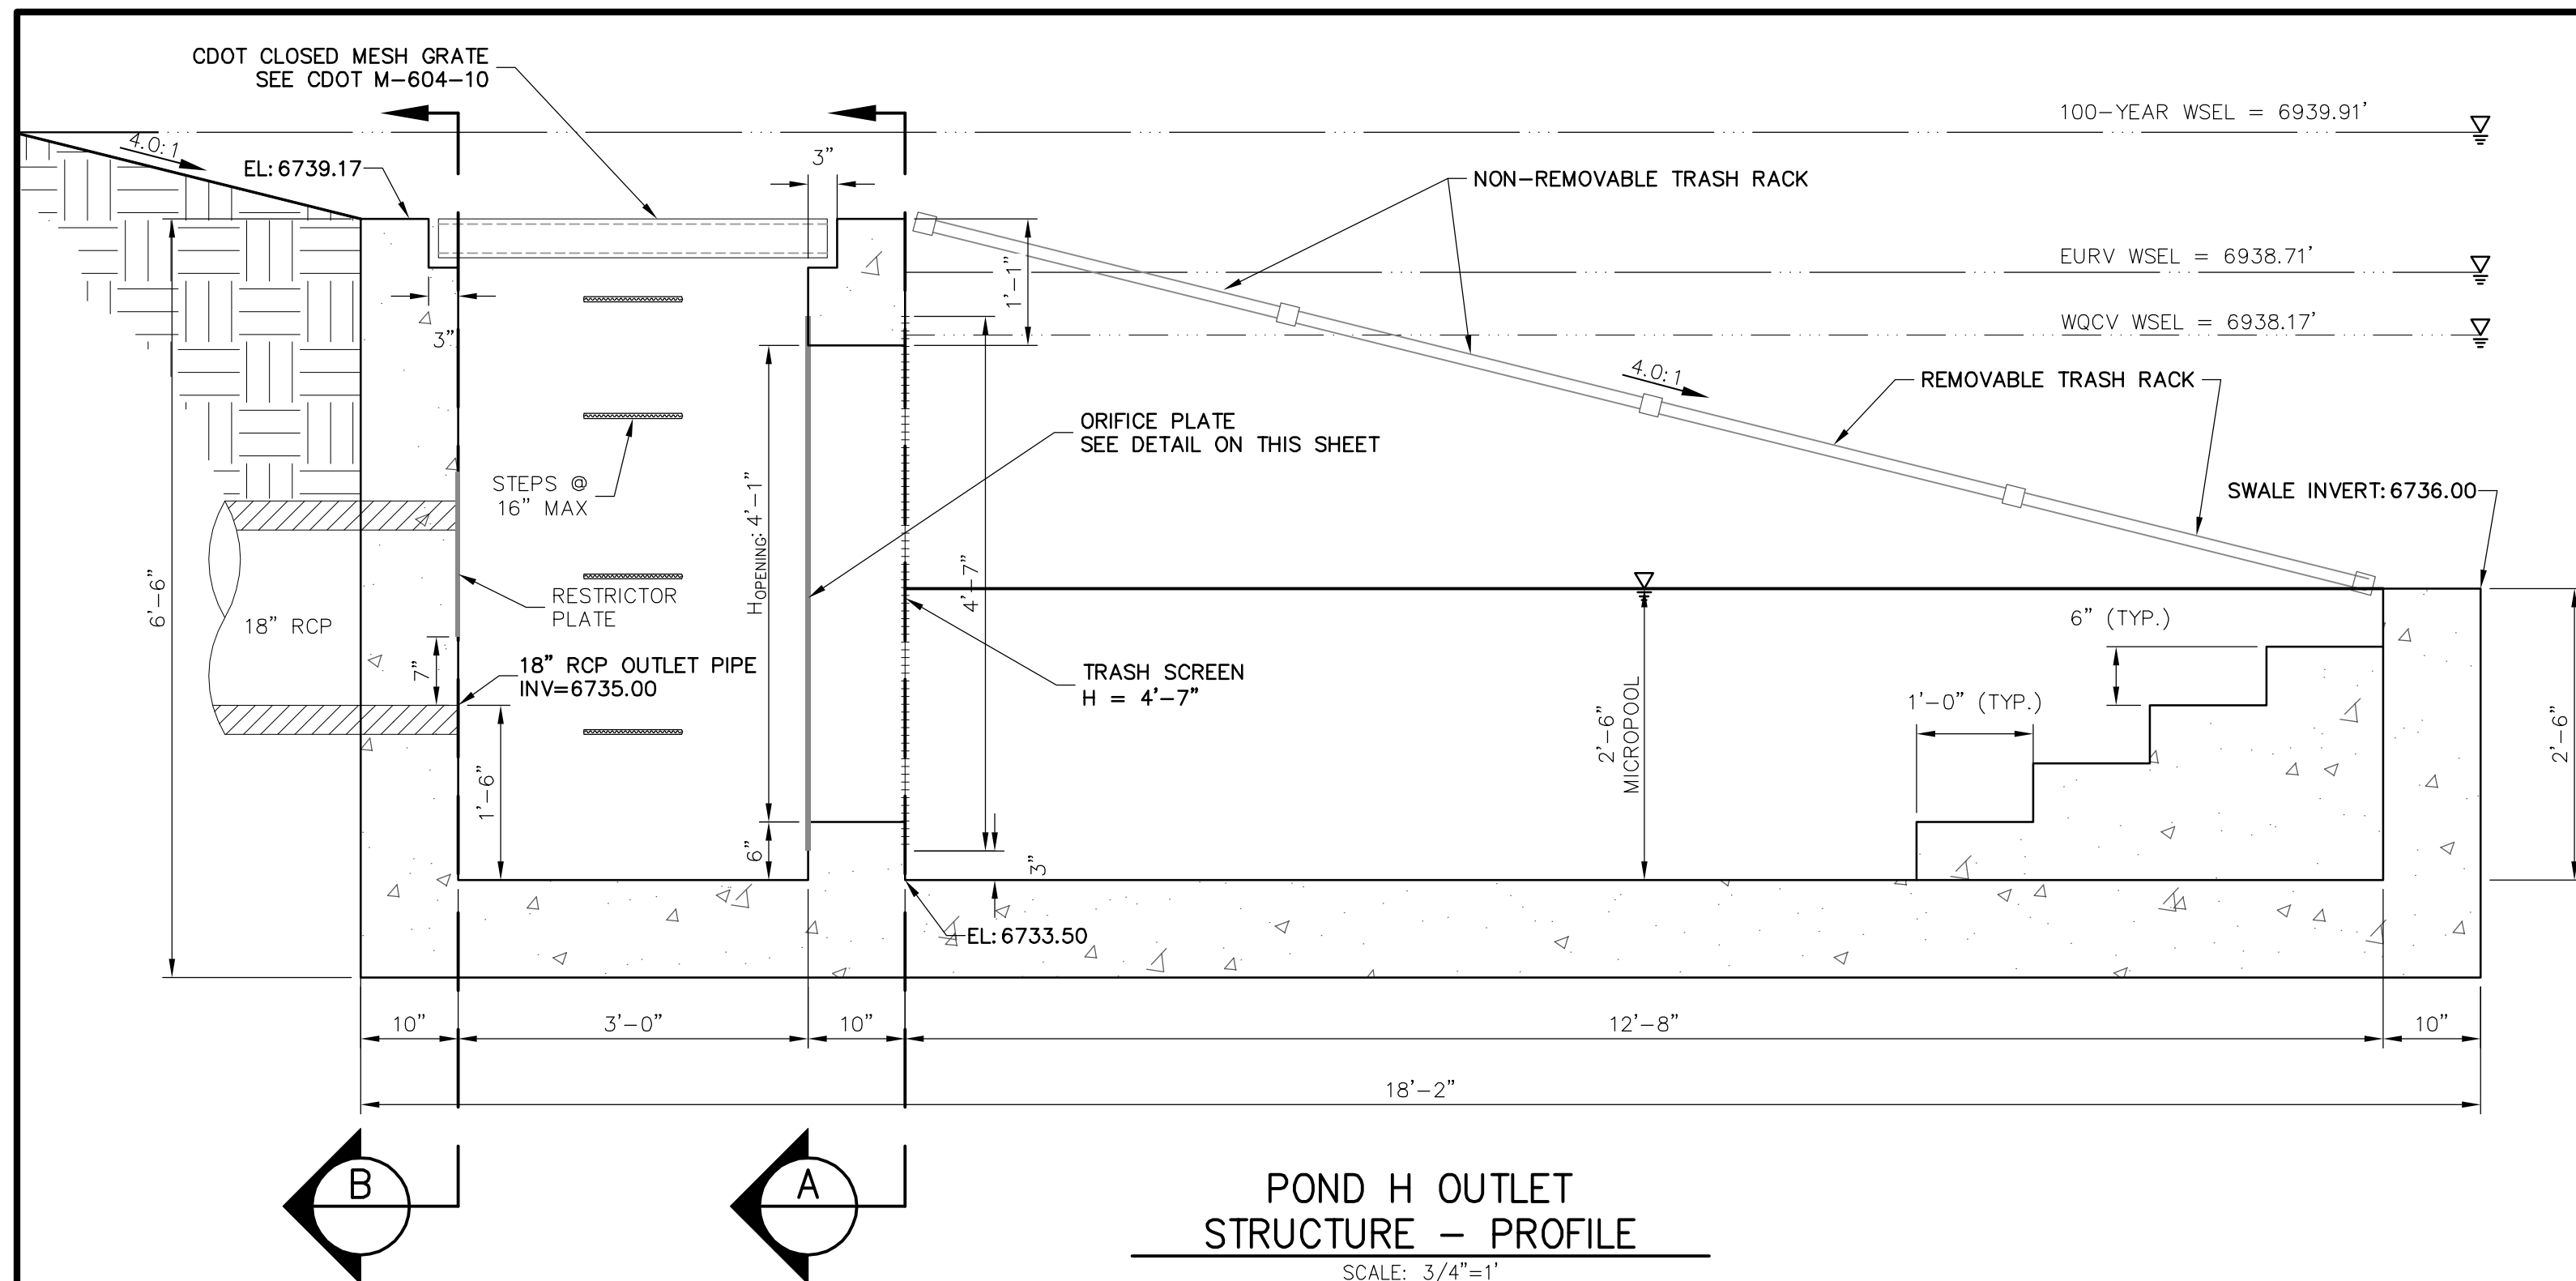 CDOT CLOSED MESH GRATE
SEE CDOT M-604-10
100-YEAR WSEL = 6939.91'
4.0:1
EL: 6739.17
3"
NON-REMOVABLE TRASH RACK
EURV WSEL = 6938.71'
1'-1"
WQCV WSEL = 6938.17'
3"
4.0:1
REMOVABLE TRASH RACK
ORIFICE PLATE
SEE DETAIL ON THIS SHEET
STEPS @
16" MAX
HOPENING: 4'-1"
SWALE INVERT: 6736.00
6'-6"
4'-7"
RESTRICTOR
PLATE
18" RCP
6" (TYP.)
7"
18" RCP OUTLET PIPE
INV=6735.00
TRASH SCREEN
H = 4'-7"
1'-0" (TYP.)
2'-6"
MICROPOOL
2'-6"
1'-6"
6"
3"
EL: 6733.50
10"
3'-0"
10"
12'-8"
10"
18'-2"
B
A
POND H OUTLET
STRUCTURE - PROFILE
SCALE: 3/4"=1'